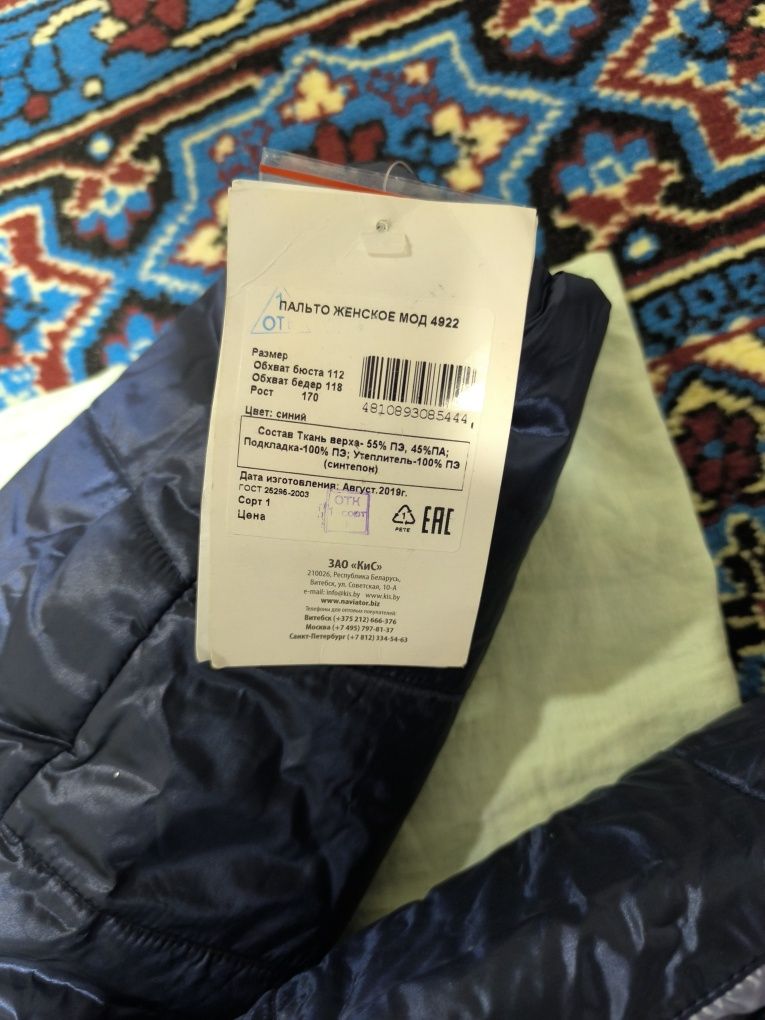 ПАЛЬТО ЖЕНСКОЕ МОД 4922
ОТ
Размер
Обхват бюста 112
Обхват бедер 118
Рост 170
4810893085444
Цвет: синий
Состав Ткань верха- 55% ПЭ, 45%ПА;
Подкладка-100% ПЭ; Утеплитель-100% ПЭ
(синтепон)
Дата изготовления: Август.2019г.
ГОСТ 25295-2003
Сорт 1
Цена
ОТК
1 сорт
1
PETE
EAC
ЗАО «КиС»
210026, Республика Беларусь,
Витебск, ул. Советская, 10-А
e-mail: info@kis.by www.kis.by
www.naviator.biz
Телефоны для оптовых покупателей:
Витебск (+375 212) 666-376
Москва (+7 495) 797-81-37
Санкт-Петербург (+7 812) 334-54-63